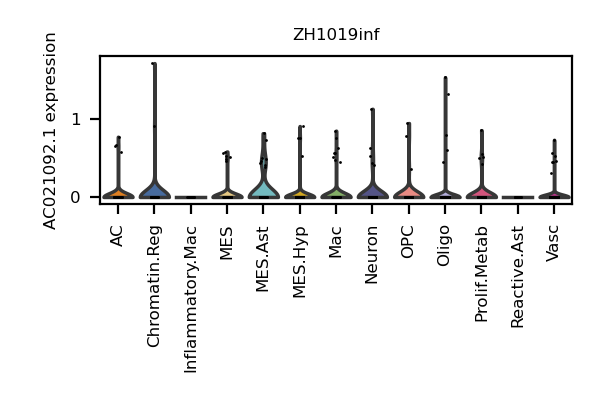 ZH1019inf
AC021092.1 expression
1
0
AC
Chromatin.Reg
Inflammatory.Mac
MES
MES.Ast
MES.Hyp
Mac
Neuron
OPC
Oligo
Prolif.Metab
Reactive.Ast
Vasc